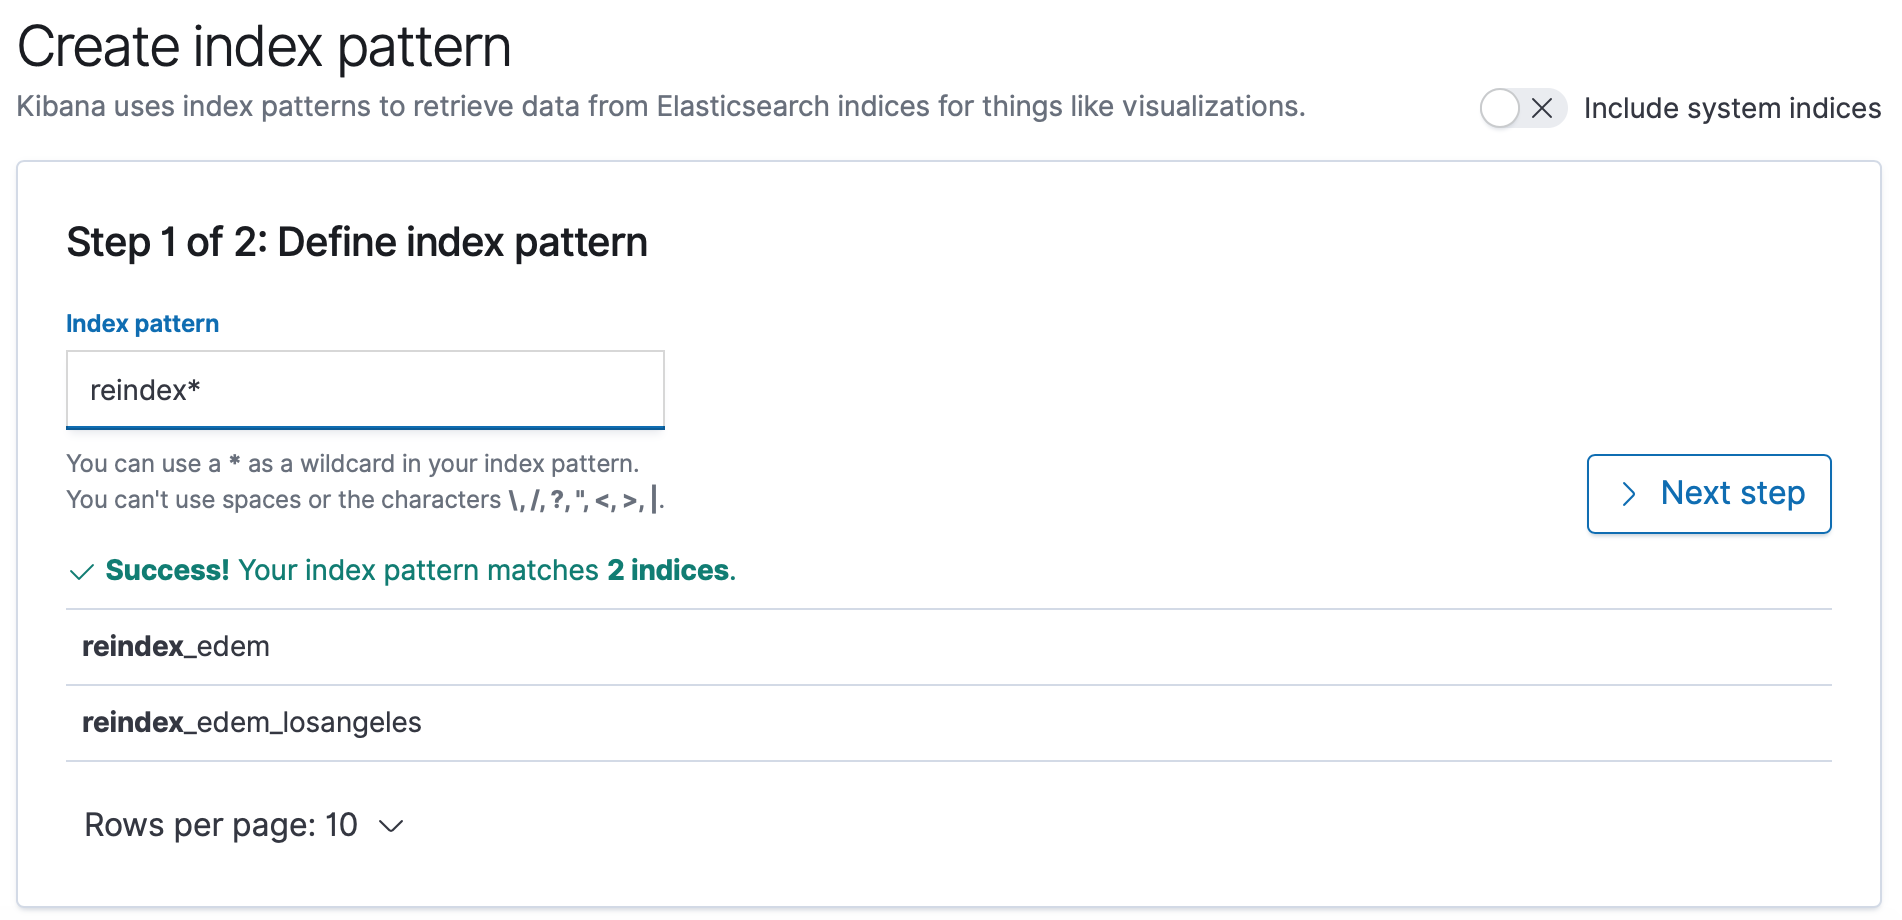 Create index pattern
Kibana uses index patterns to retrieve data from Elasticsearch indices for things like visualizations.
Include system indices
Step 1 of 2: Define index pattern
Index pattern
reindex*
You can use a * as a wildcard in your index pattern.
You can't use spaces or the characters \, /, ?, ", <, >, |.
Next step
Success! Your index pattern matches 2 indices.
reindex_edem
reindex_edem_losangeles
Rows per page: 10